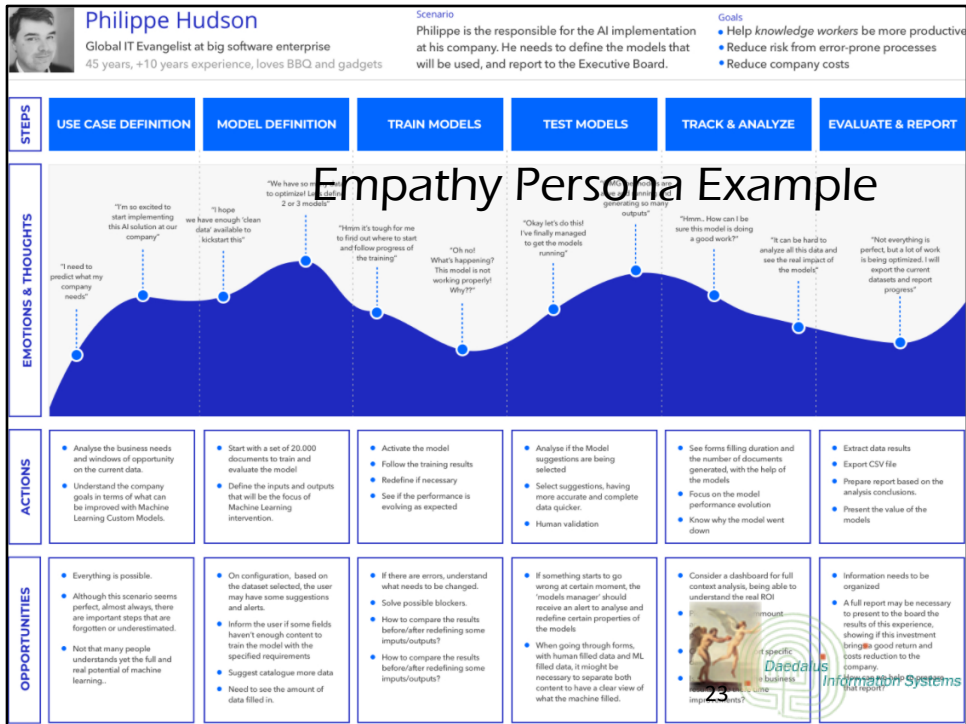 Philippe Hudson
Global IT Evangelist at big software enterprise
45 years, +10 years experience, loves BBQ and gadgets
Scenario
Philippe is the responsible for the AI implementation
at his company. He needs to define the models that
will be used, and report to the Executive Board.
Goals
• Help knowledge workers be more productive
• Reduce risk from error-prone processes
• Reduce company costs
STEPS
USE CASE DEFINITION
MODEL DEFINITION
TRAIN MODELS
TEST MODELS
TRACK & ANALYZE
EVALUATE & REPORT
Empathy Persona Example
EMOTIONS & THOUGHTS
"I need to
predict what my
company
needs"
"I'm so excited to
start implementing
this AI solution at our
company"
"I hope
we have enough 'clean
data' available to
kickstart this"
"We have so
to optimize!
2 or 3 models"
"Hmm it's tough for me
to find out where to start
and follow progress of
the training"
"Oh no!
What's happening?
This model is not
working properly!
Why??"
"Okay let's do this!
I've finally managed
to get the models
running"
generating so many
outputs"
"Hmm.. How can I be
sure this model is doing
a good work?"
"It can be hard to
analyze all this data and
see the real impact of
the models"
"Not everything is
perfect, but a lot of work
is being optimized. I will
export the current
datasets and report
progress"
ACTIONS
• Analyse the business needs
and windows of opportunity
on the current data.
• Understand the company
goals in terms of what can
be improved with Machine
Learning Custom Models.
• Start with a set of 20.000
documents to train and
evaluate the model
• Define the inputs and outputs
that will be the focus of
Machine Learning
intervention.
• Activate the model
• Follow the training results
• Redefine if necessary
• See if the performance is
evolving as expected
• Analyse if the Model
suggestions are being
selected
• Select suggestions, having
more accurate and complete
data quicker.
• Human validation
• See forms filling duration and
the number of documents
generated, with the help of
the models
• Focus on the model
performance evolution
• Know why the model went
down
• Extract data results
• Export CSV file
• Prepare report based on the
analysis conclusions.
• Present the value of the
models
OPPORTUNITIES
• Everything is possible.
• Although this scenario seems
perfect, almost always, there
are important steps that are
forgotten or underestimated.
• Not that many people
understands yet the full and
real potential of machine
learning..
• On configuration, based on
the dataset selected, the user
may have some suggestions
and alerts.
• Inform the user if some fields
haven't enough content to
train the model with the
specified requirements
• Suggest catalogue more data
• Need to see the amount of
data filled in.
• If there are errors, understand
what needs to be changed.
• Solve possible blockers.
• How to compare the results
before/after redefining some
inputs/outputs?
• How to compare the results
before/after redefining some
inputs/outputs?
• If something starts to go
wrong at certain moment, the
'models manager' should
receive an alert to analyse and
redefine certain properties of
the models
• When going through forms,
with human filled data and ML
filled data, it mioght be
necessary to separate both
content to have a clear view of
what the machine filled.
• Consider a dashboard for full
context analysis, being able to
understand the real ROI
specific
business
improvements?
• Information needs to be
organized
• A full report may be necessary
to present to the board the
results of this experience,
showing if this investment
brings a good return and
costs reduction to the
company.
that report?
Daedalus
Information Systems
23